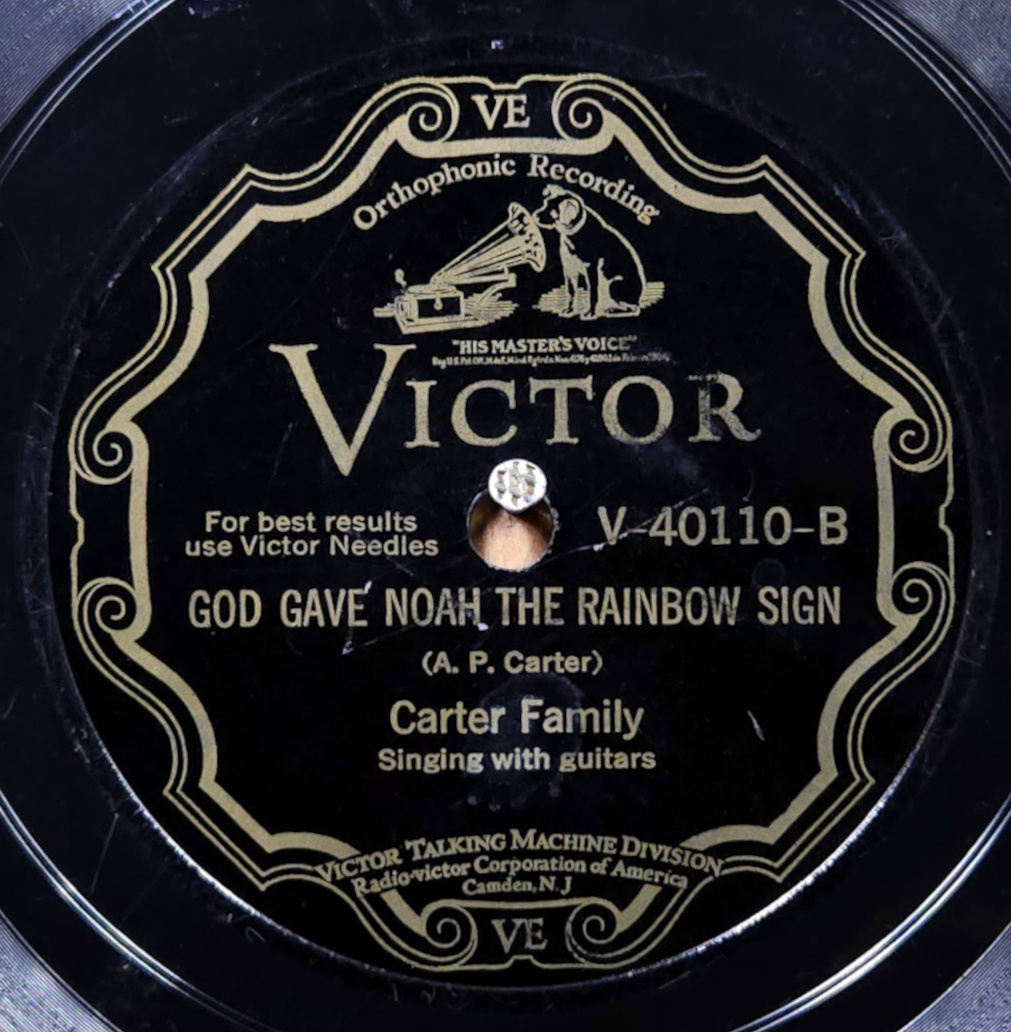 VE
Orthophonic Recording
"HIS MASTER'S VOICE"
VICTOR
For best results
use Victor Needles
V-40110-B
GOD GAVE NOAH THE RAINBOW SIGN
(A. P. Carter)
Carter Family
Singing with guitars
VICTOR TALKING MACHINE DIVISION
Radio-Victor Corporation of America
Camden, N. J
VE